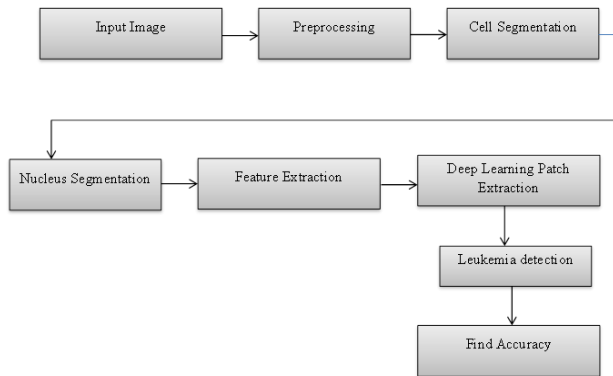 Input Image
Preprocessing
Cell Segmentation
Nucleus Segmentation
Feature Extraction
Deep Learning Patch
Extraction
Leukemia detection
Find Accuracy